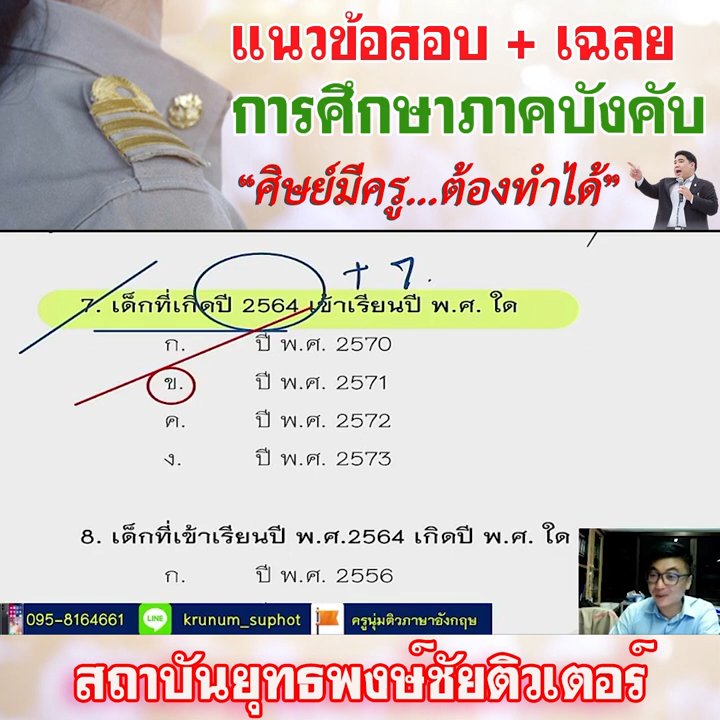 แนวข้อสอบ + เฉลย
การศึกษาภาคบังคับ
“ศิษย์มีครู...ต้องทำได้”
+ 7.
7. เด็กที่เกิดปี 2564 เข้าเรียนปี พ.ศ. ใด
ก. ปี พ.ศ. 2570
ข. ปี พ.ศ. 2571
ค. ปี พ.ศ. 2572
ง. ปี พ.ศ. 2573
8. เด็กที่เข้าเรียนปี พ.ศ.2564 เกิดปี พ.ศ. ใด
ก. ปี พ.ศ. 2556
095-8164661 LINE krunum_suphot ครูนุ่มติวภาษาอังกฤษ
สถาบันยุทธพงษ์ชัยติวเตอร์